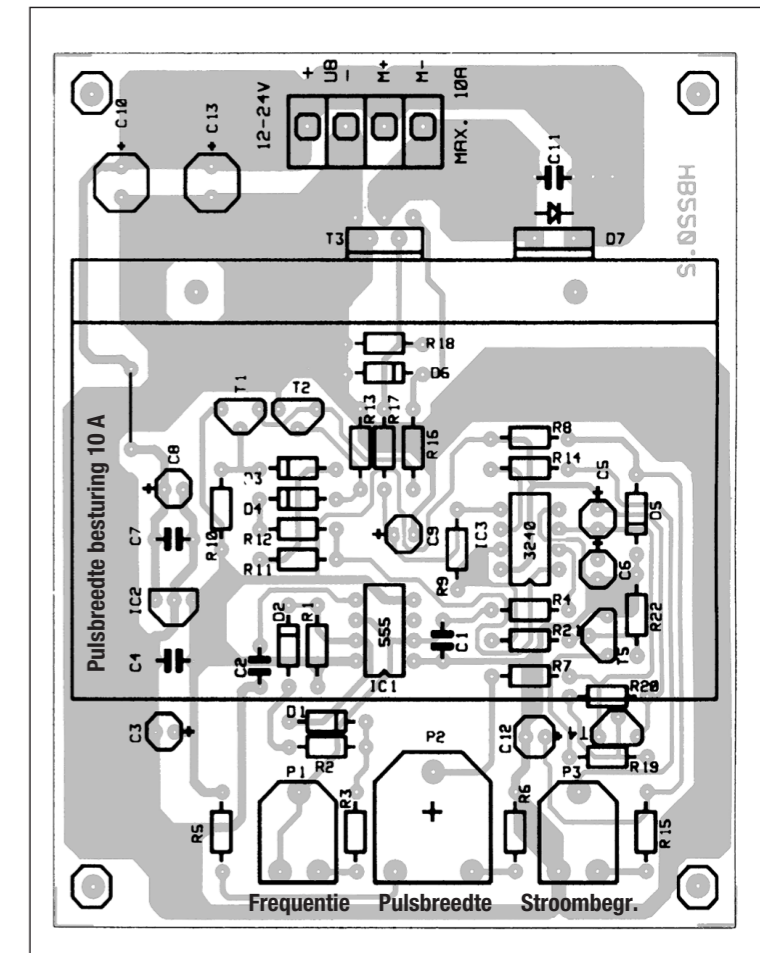 + UB - M+ M-
12-24V
MAX. 10A
C10
C13
C11
T3
D7
HBSS0.S
R18
D6
T1
T2
R13
R17
R16
R8
R14
C8
D4
R12
R11
R10
C7
C9
R9
IC3
3240
C5
C6
D5
IC2
C4
C2
D2
R1
555
IC1
C1
R4
R21
R7
R22
T5
R20
T4
R19
C3
D1
R2
P1
R3
P2
C12
R6
P3
R5
R15
Pulsbreedte besturing 10 A
Frequentie Pulsbreedte Stroombegr.